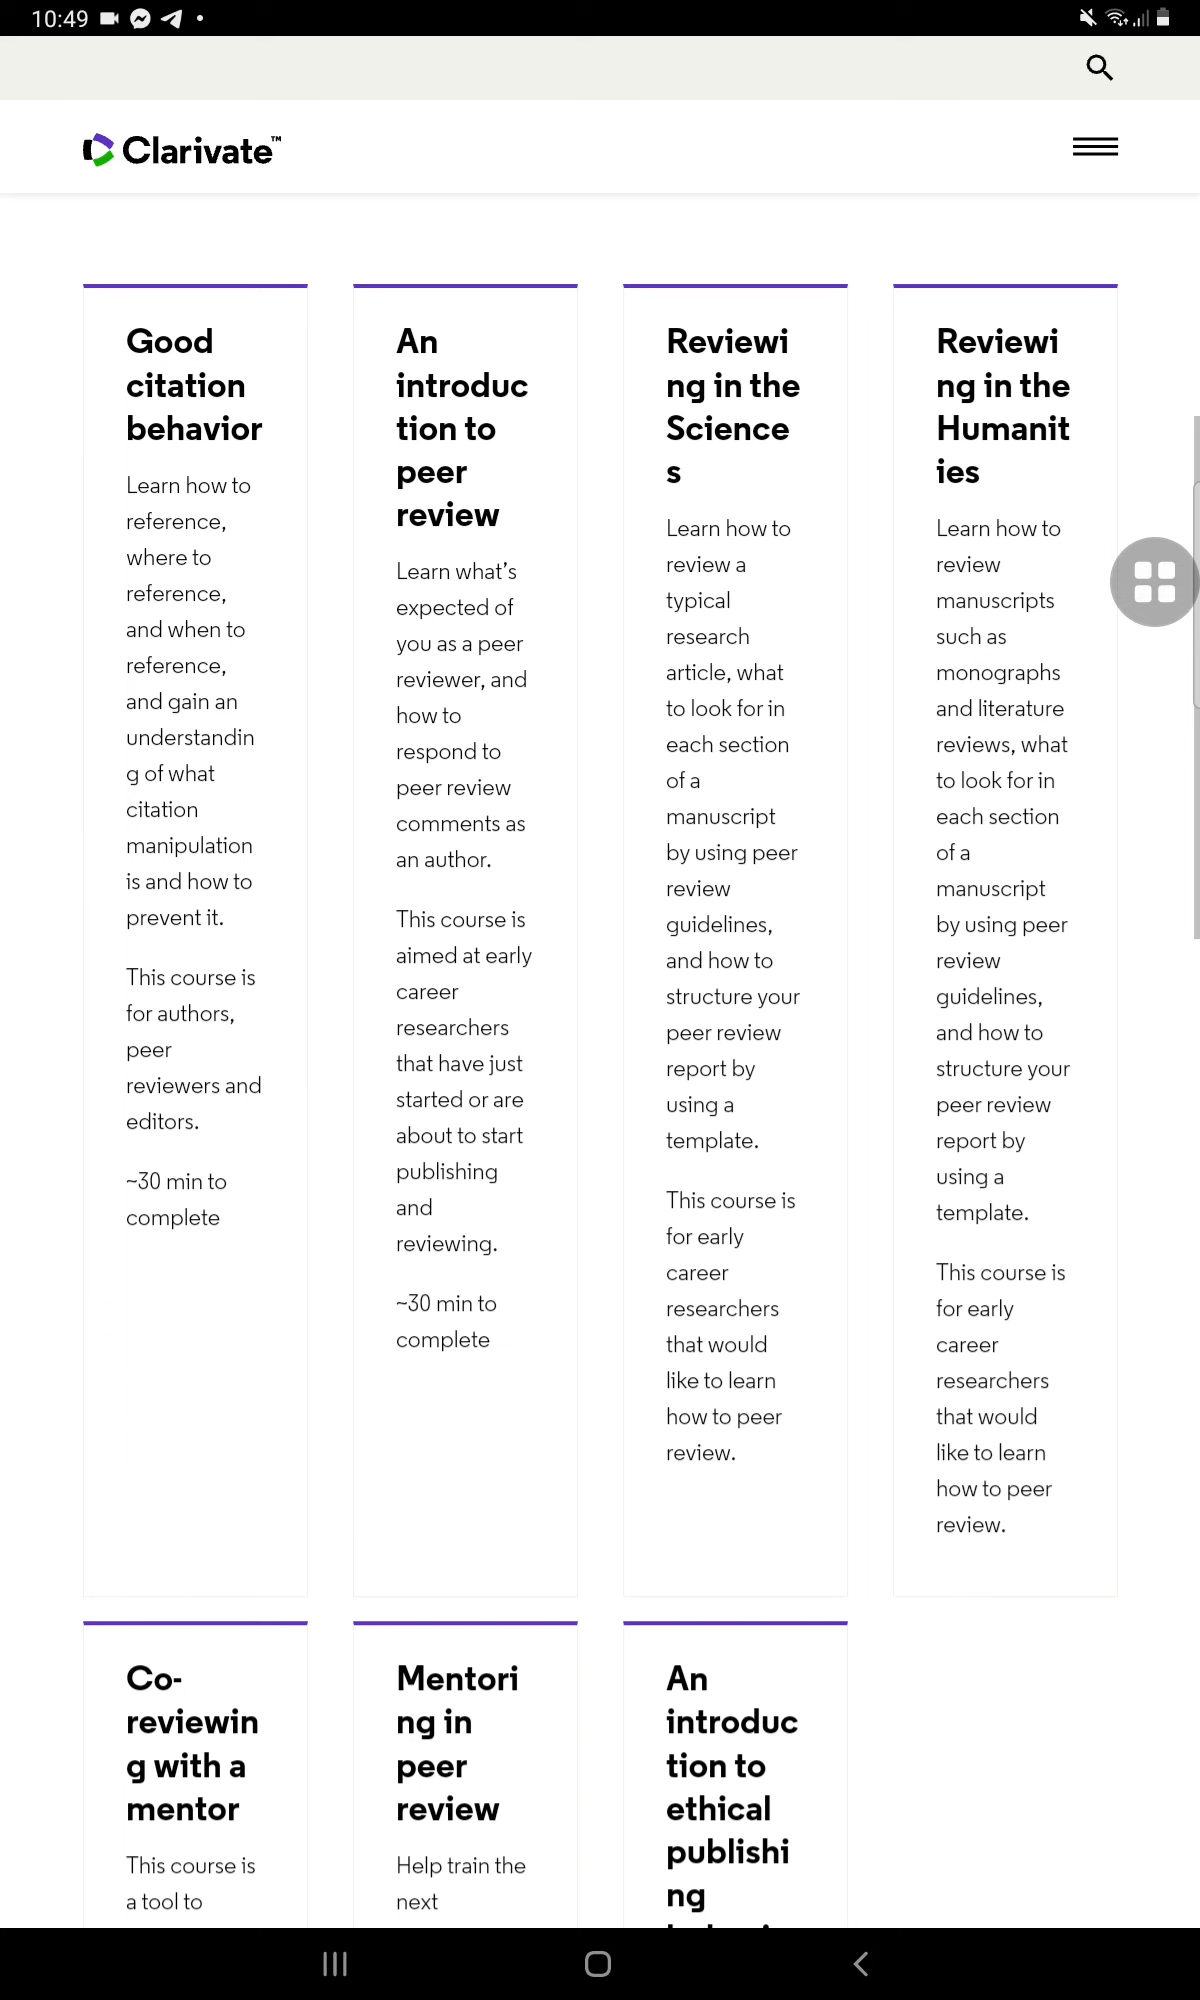 10:49
Clarivate™
Good
citation
behavior
Learn how to
reference,
where to
reference,
and when to
reference,
and gain an
understandin
g of what
citation
manipulation
is and how to
prevent it.
This course is
for authors,
peer
reviewers and
editors.
~30 min to
complete
An
introduc
tion to
peer
review
Learn what's
expected of
you as a peer
reviewer, and
how to
respond to
peer review
comments as
an author.
This course is
aimed at early
career
researchers
that have just
started or are
about to start
publishing
and
reviewing.
~30 min to
complete
Reviewi
ng in the
Science
s
Learn how to
review a
typical
research
article, what
to look for in
each section
of a
manuscript
by using peer
review
guidelines,
and how to
structure your
peer review
report by
using a
template.
This course is
for early
career
researchers
that would
like to learn
how to peer
review.
Reviewi
ng in the
Humanit
ies
Learn how to
review
manuscripts
such as
monographs
and literature
reviews, what
to look for in
each section
of a
manuscript
by using peer
review
guidelines,
and how to
structure your
peer review
report by
using a
template.
This course is
for early
career
researchers
that would
like to learn
how to peer
review.
Co-
reviewin
g with a
mentor
This course is
a tool to
Mentori
ng in
peer
review
Help train the
next
An
introduc
tion to
ethical
publishi
ng